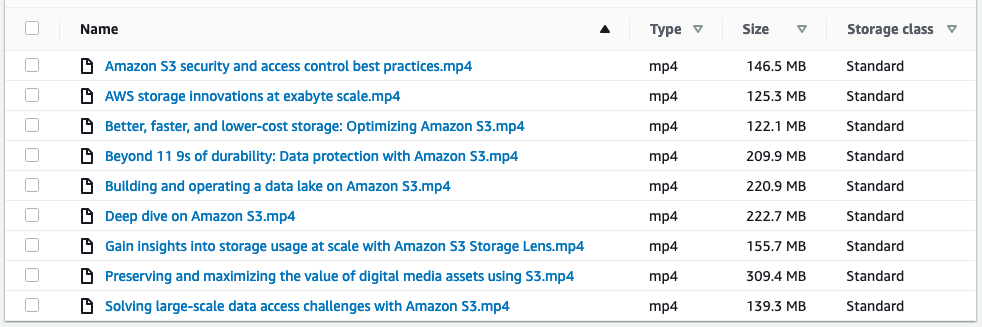 Name Type Size Storage class
Amazon S3 security and access control best practices.mp4 mp4 146.5 MB Standard
AWS storage innovations at exabyte scale.mp4 mp4 125.3 MB Standard
Better, faster, and lower-cost storage: Optimizing Amazon S3.mp4 mp4 122.1 MB Standard
Beyond 11 9s of durability: Data protection with Amazon S3.mp4 mp4 209.9 MB Standard
Building and operating a data lake on Amazon S3.mp4 mp4 220.9 MB Standard
Deep dive on Amazon S3.mp4 mp4 222.7 MB Standard
Gain insights into storage usage at scale with Amazon S3 Storage Lens.mp4 mp4 155.7 MB Standard
Preserving and maximizing the value of digital media assets using S3.mp4 mp4 309.4 MB Standard
Solving large-scale data access challenges with Amazon S3.mp4 mp4 139.3 MB Standard